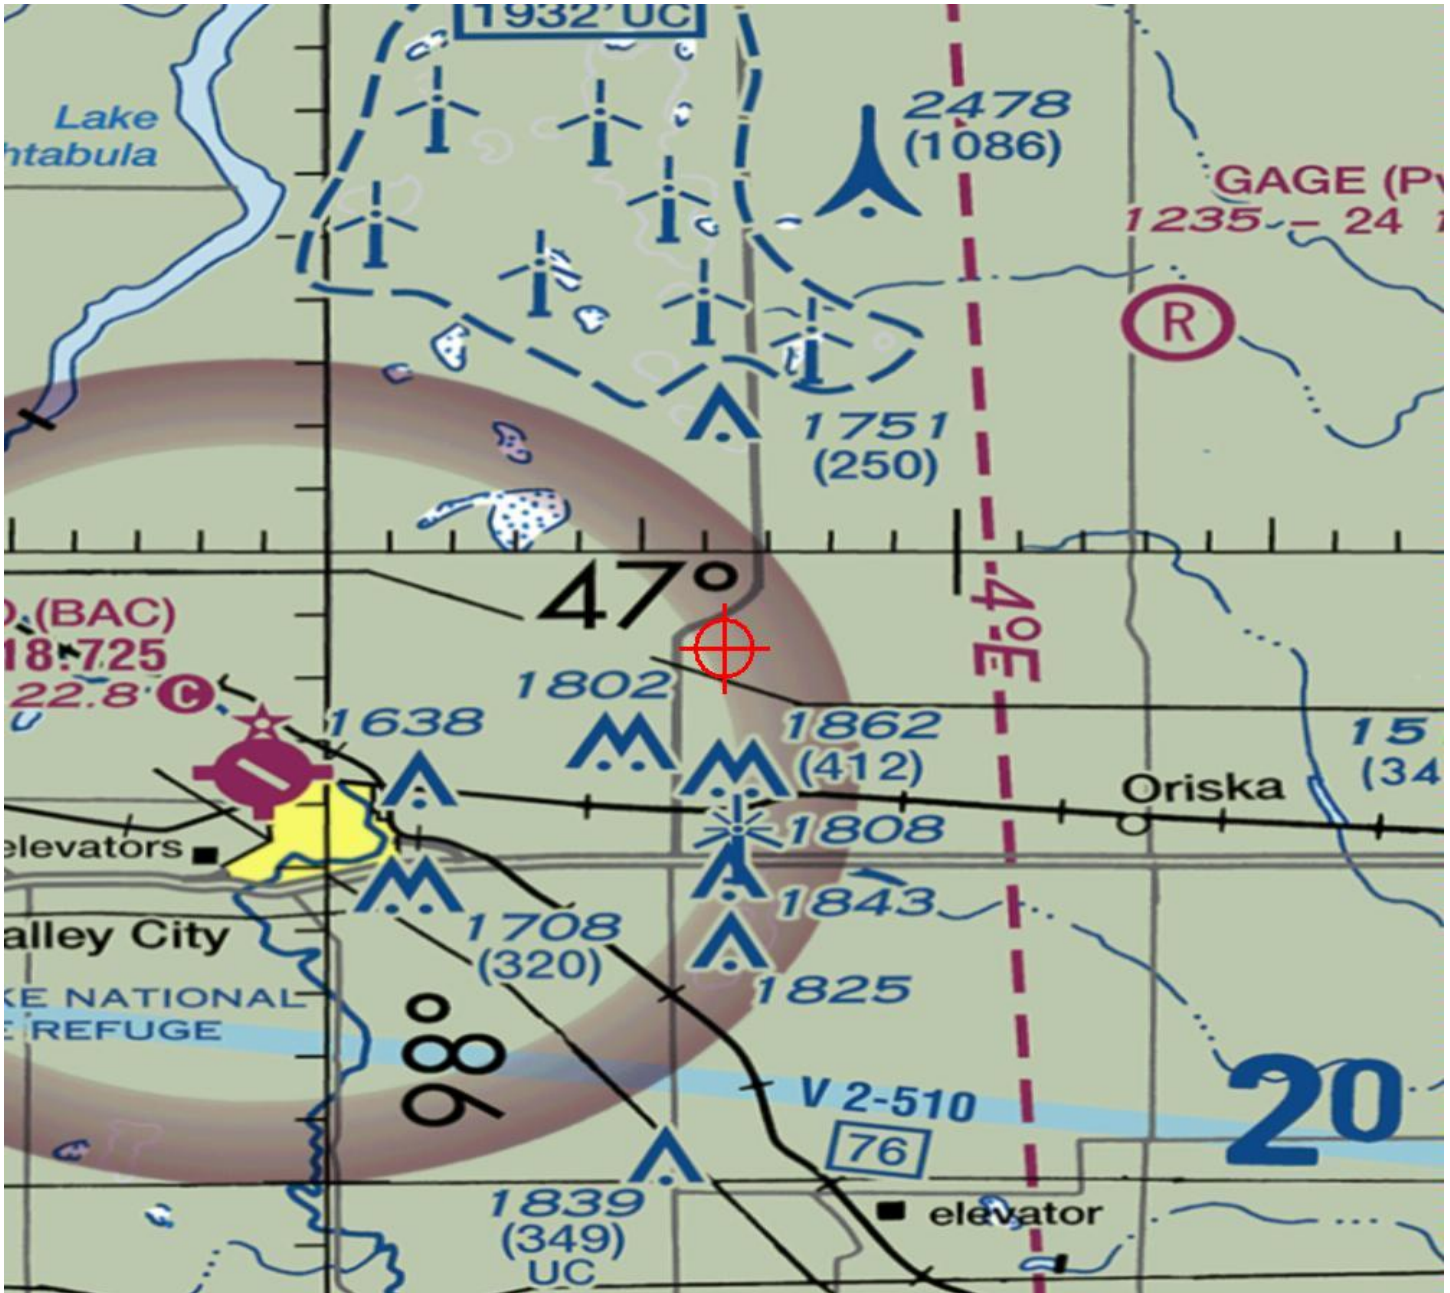 1932' UC
2478
(1086)
Lake
htabula
GAGE (Pv
1235 - 24
R
1751
(250)
47°
4°E
(BAC)
18.725
22.8
C
1802
1638
1862
(412)
15
(34
Oriska
1808
elevators
1843
1708
(320)
alley City
1825
KE NATIONAL
E REFUGE
98°
V 2-510
76
20
1839
(349)
UC
elevator